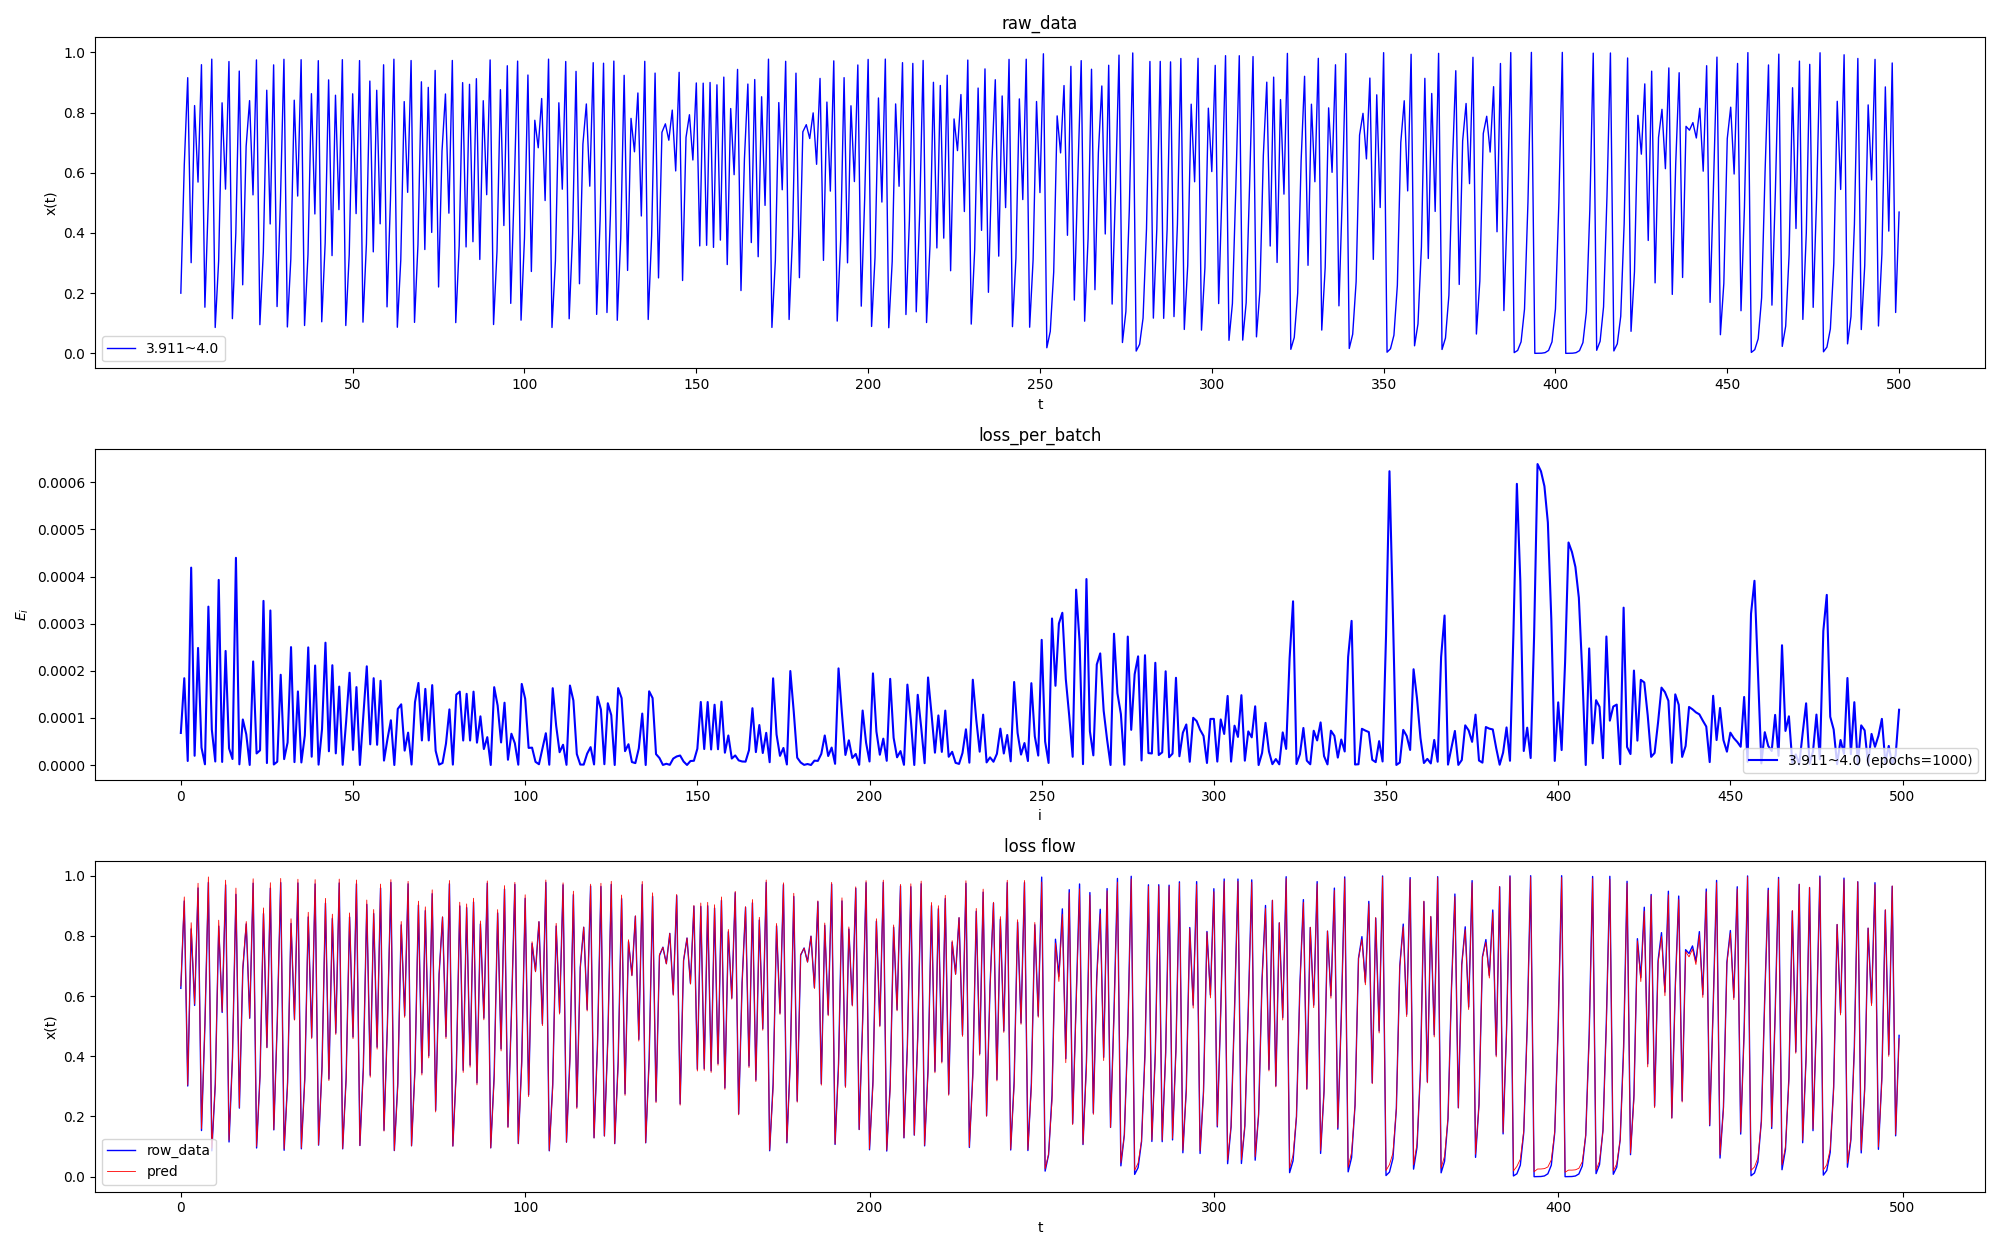 raw_data
1.0
0.8
0.6
0.4
0.2
0.0
x(t)
3.911~4.0
50 100 150 200 250 300 350 400 450 500
t
loss_per_batch
0.0006
0.0005
0.0004
0.0003
0.0002
0.0001
0.0000
E_i
3.911~4.0 (epochs=1000)
0 50 100 150 200 250 300 350 400 450 500
i
loss flow
1.0
0.8
0.6
0.4
0.2
0.0
x(t)
row_data
pred
0 100 200 300 400 500
t